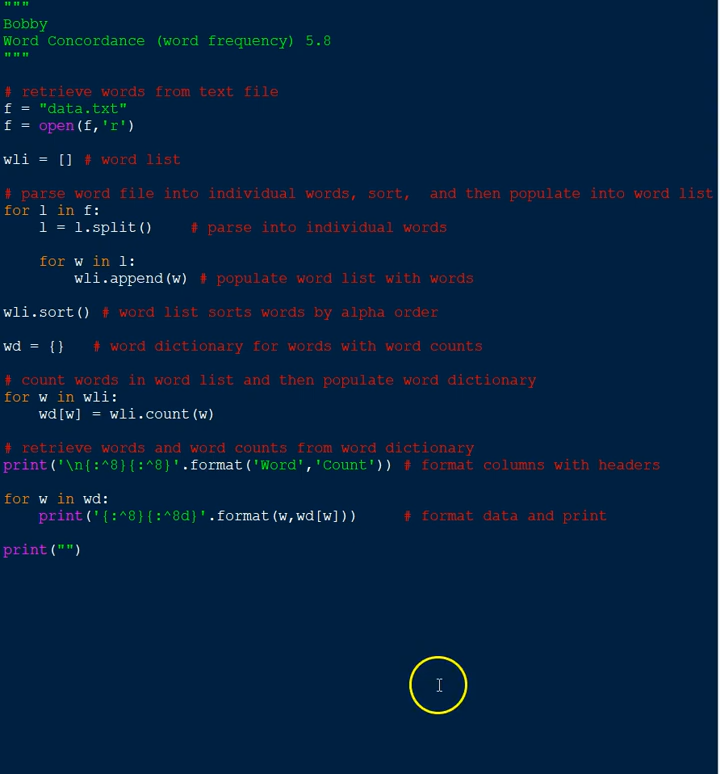 """
Bobby
Word Concordance (word frequency) 5.8
"""
# retrieve words from text file
f = "data.txt"
f = open(f,'r')
wli = [] # word list
# parse word file into individual words, sort,  and then populate into word list
for l in f:
    l = l.split()    # parse into individual words
    for w in l:
        wli.append(w) # populate word list with words
wli.sort() # word list sorts words by alpha order
wd = {}   # word dictionary for words with word counts
# count words in word list and then populate word dictionary
for w in wli:
    wd[w] = wli.count(w)
# retrieve words and word counts from word dictionary
print('\n{:^8}{:^8}'.format('Word','Count')) # format columns with headers
for w in wd:
    print('{:^8}{:^8d}'.format(w,wd[w]))     # format data and print
print("")